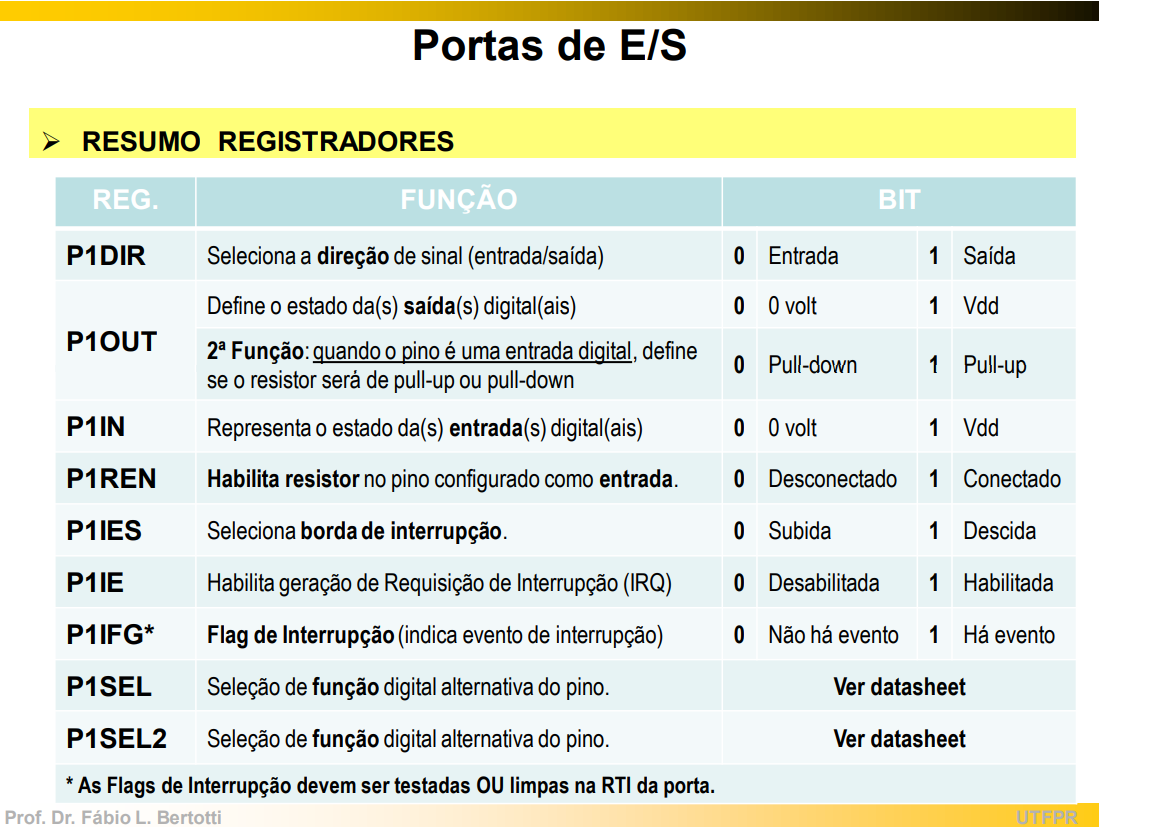 Portas de E/S
➢ RESUMO REGISTRADORES
REG. FUNÇÃO BIT
P1DIR Seleciona a direção de sinal (entrada/saída) 0 Entrada 1 Saída
P1OUT Define o estado da(s) saída(s) digital(ais) 0 0 volt 1 Vdd
2ª Função: quando o pino é uma entrada digital, define
se o resistor será de pull-up ou pull-down 0 Pull-down 1 Pull-up
P1IN Representa o estado da(s) entrada(s) digital(ais) 0 0 volt 1 Vdd
P1REN Habilita resistor no pino configurado como entrada. 0 Desconectado 1 Conectado
P1IES Seleciona borda de interrupção. 0 Subida 1 Descida
P1IE Habilita geração de Requisição de Interrupção (IRQ) 0 Desabilitada 1 Habilitada
P1IFG* Flag de Interrupção (indica evento de interrupção) 0 Não há evento 1 Há evento
P1SEL Seleção de função digital alternativa do pino. Ver datasheet
P1SEL2 Seleção de função digital alternativa do pino. Ver datasheet
* As Flags de Interrupção devem ser testadas OU limpas na RTI da porta.
Prof. Dr. Fábio L. Bertotti UTFPR